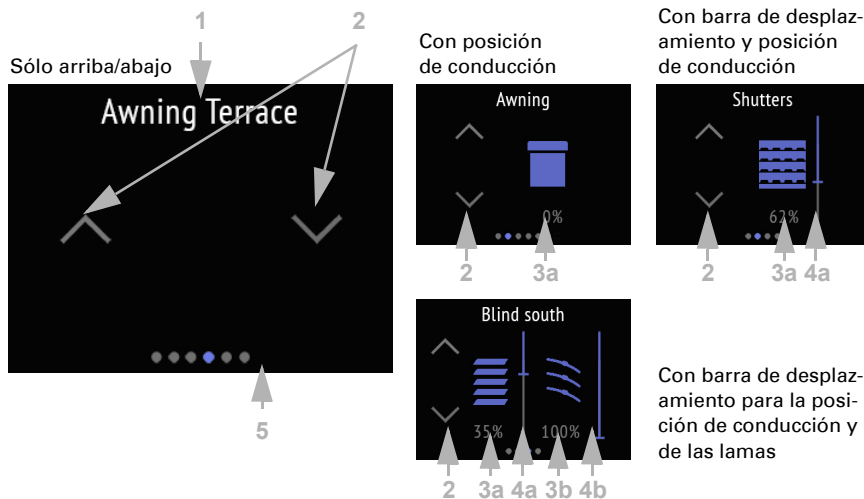 1
2
Sólo arriba/abajo
Awning Terrace
5
Con posición
de conducción
Awning
0%
2
3a
Con barra de desplaz-
amiento y posición
de conducción
Shutters
62%
2
3a
4a
Blind south
35%
100%
2
3a
4a
3b
4b
Con barra de desplaz-
amiento para la posi-
ción de conducción y
de las lamas